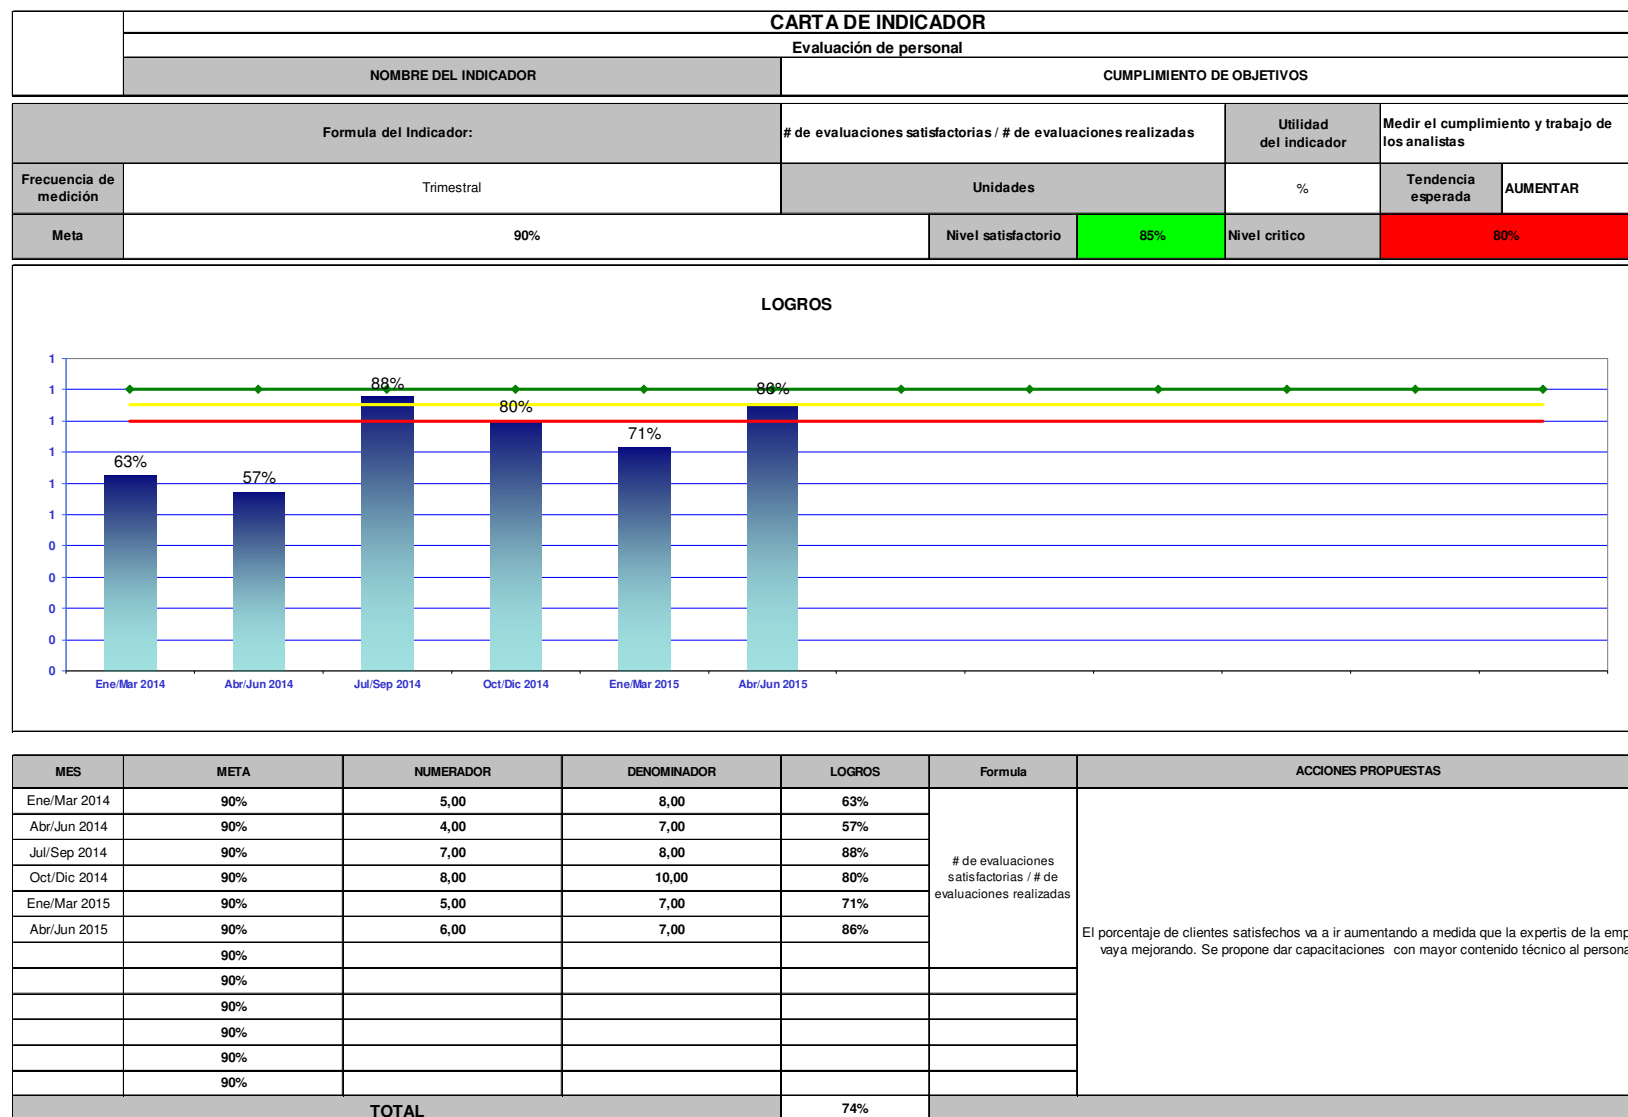 CARTA DE INDICADOR
Evaluación de personal
NOMBRE DEL INDICADOR
CUMPLIMIENTO DE OBJETIVOS
Formula del Indicador:
# de evaluaciones satisfactorias / # de evaluaciones realizadas
Utilidad
del indicador
Medir el cumplimiento y trabajo de
los analistas
Frecuencia de
medición
Trimestral
Unidades
%
Tendencia
esperada
AUMENTAR
Meta
90%
Nivel satisfactorio
85%
Nivel critico
80%
LOGROS
1
1
1
1
1
1
0
0
0
0
0
63%
57%
88%
80%
71%
86%
Ene/Mar 2014
Abr/Jun 2014
Jul/Sep 2014
Oct/Dic 2014
Ene/Mar 2015
Abr/Jun 2015
MES META NUMERADOR DENOMINADOR LOGROS Formula ACCIONES PROPUESTAS
Ene/Mar 2014 90% 5,00 8,00 63%
Abr/Jun 2014 90% 4,00 7,00 57%
Jul/Sep 2014 90% 7,00 8,00 88%
Oct/Dic 2014 90% 8,00 10,00 80%
Ene/Mar 2015 90% 5,00 7,00 71%
Abr/Jun 2015 90% 6,00 7,00 86%
90%
90%
90%
90%
90%
90%
# de evaluaciones
satisfactorias / # de
evaluaciones realizadas
El porcentaje de clientes satisfechos va a ir aumentando a medida que la expertis de la emp
vaya mejorando. Se propone dar capacitaciones con mayor contenido técnico al persona
TOTAL 74%